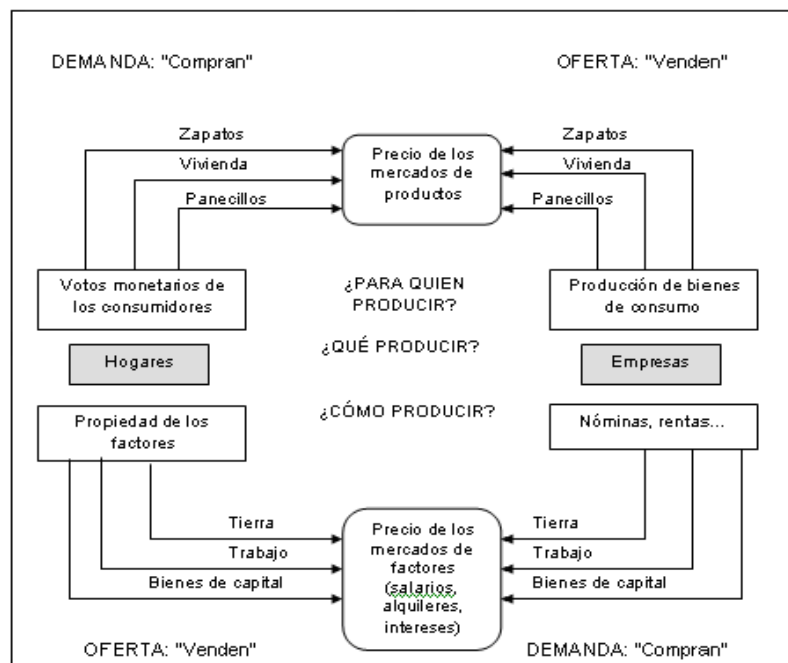 DEMANDA: "Compran"
OFERTA: "Venden"
Zapatos
Zapatos
Vivienda
Vivienda
Panecillos
Panecillos
Precio de los
mercados de
productos
Votos monetarios de
los consumidores
¿PARA QUIEN
PRODUCIR?
Producción de bienes
de consumo
¿QUÉ PRODUCIR?
Hogares
Empresas
¿CÓMO PRODUCIR?
Propiedad de los
factores
Nóminas, rentas...
Tierra
Tierra
Trabajo
Trabajo
Bienes de capital
Bienes de capital
Precio de los
mercados de
factores
(salarios,
alquileres,
intereses)
OFERTA: "Venden"
DEMANDA: "Compran"